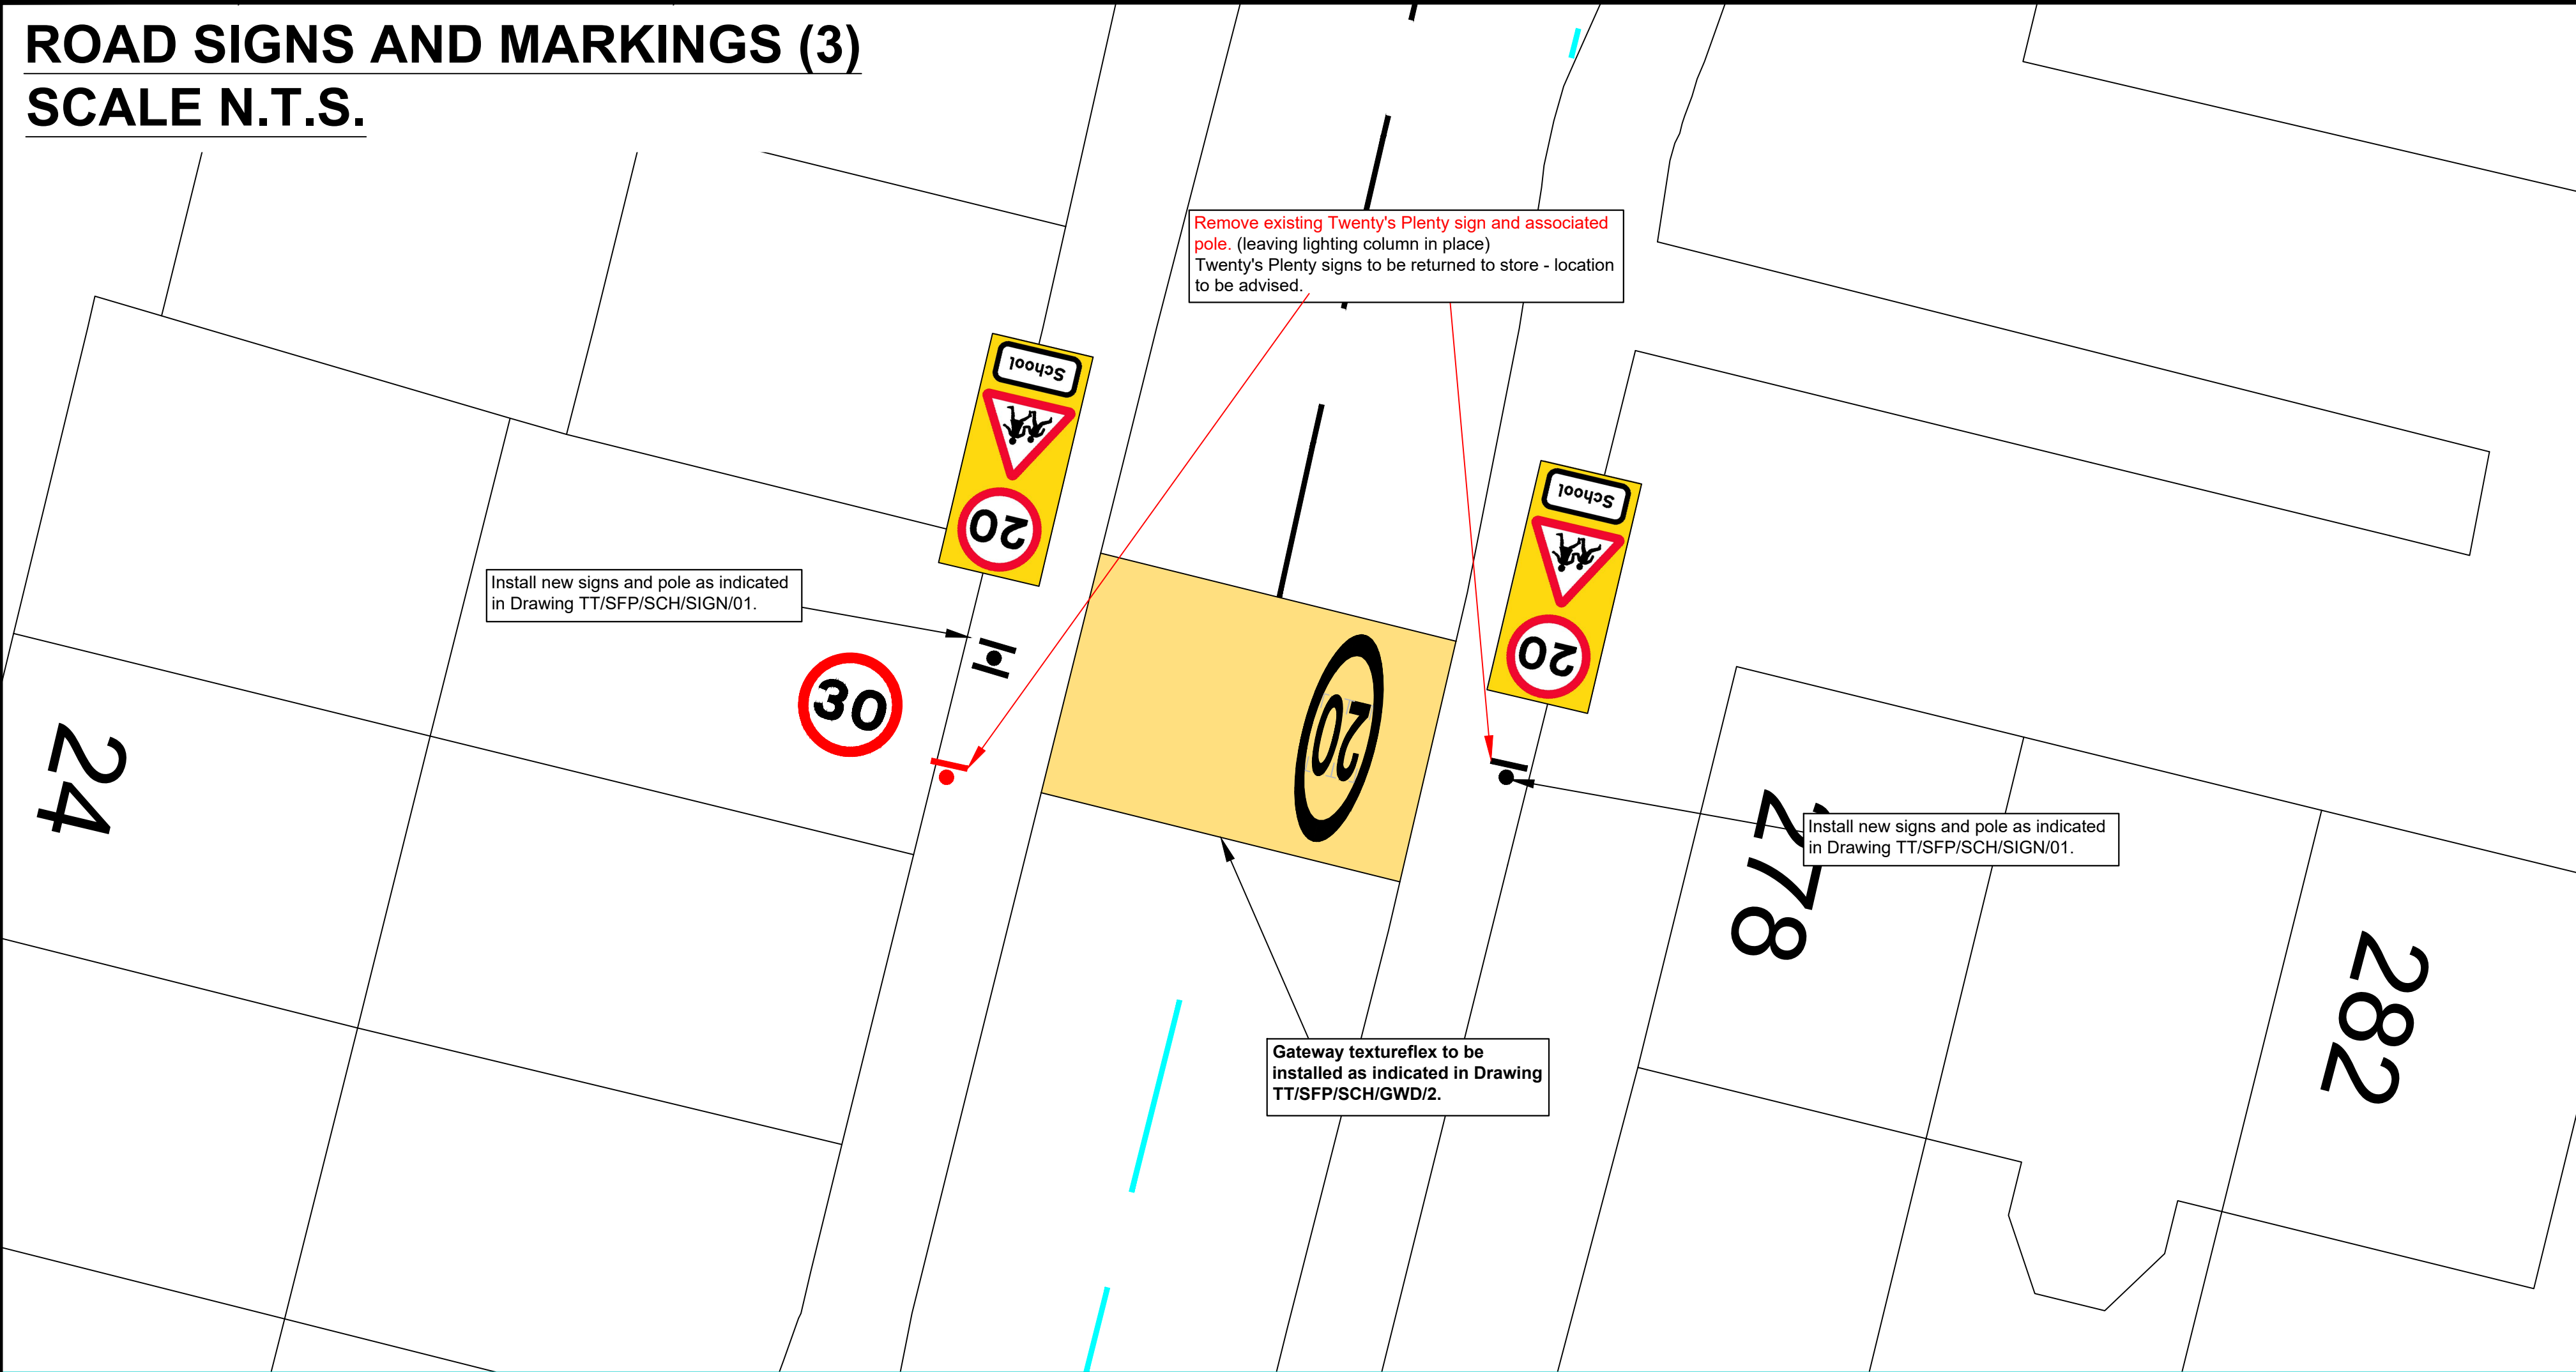 ROAD SIGNS AND MARKINGS (3)
SCALE N.T.S.
Remove existing Twenty's Plenty sign and associated
pole. (leaving lighting column in place)
Twenty's Plenty signs to be returned to store - location
to be advised.
School
20
School
20
Install new signs and pole as indicated
in Drawing TT/SFP/SCH/SIGN/01.
30
20
24
278
Install new signs and pole as indicated
in Drawing TT/SFP/SCH/SIGN/01.
282
Gateway textureflex to be
installed as indicated in Drawing
TT/SFP/SCH/GWD/2.